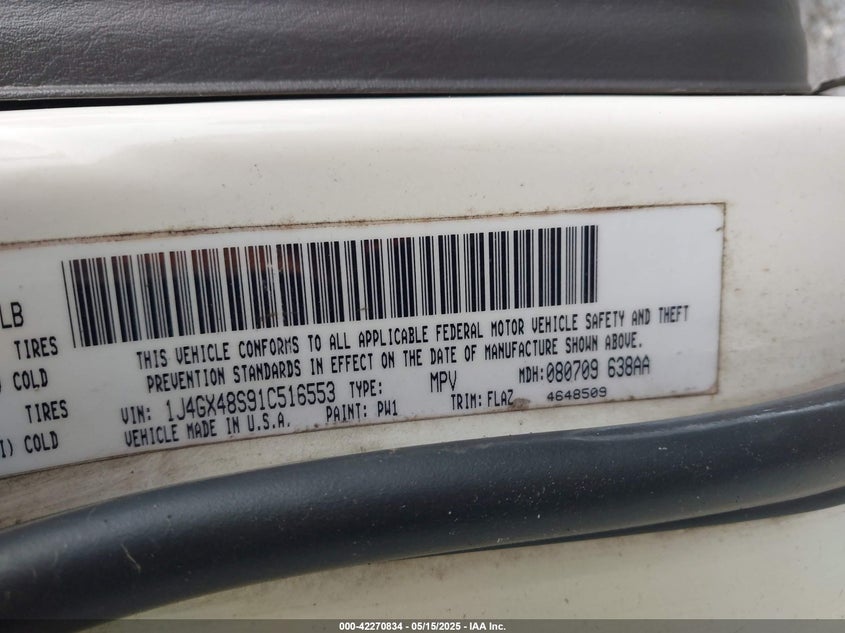 LB
TIRES
) COLD
TIRES
I) COLD
THIS VEHICLE CONFORMS TO ALL APPLICABLE FEDERAL MOTOR VEHICLE SAFETY AND THEFT
PREVENTION STANDARDS IN EFFECT ON THE DATE OF MANUFACTURE SHOWN ABOVE.
VIN: 1J4GX48S91C516553 TYPE: MPV MDH:080709 638AA
VEHICLE MADE IN U.S.A. PAINT: PW1 TRIM: FLAZ 4648509
000-42270834 - 05/15/2025 - IAA Inc.